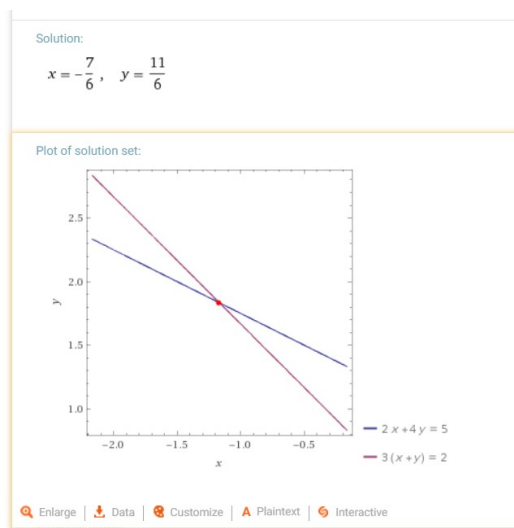 Solution:
x = -7/6, y = 11/6
Plot of solution set:
2.5
2.0
1.5
1.0
y
-2.0 -1.5 -1.0 -0.5
x
2 x+4 y = 5
3 (x+y) = 2
Enlarge | Data | Customize | A Plaintext | Interactive